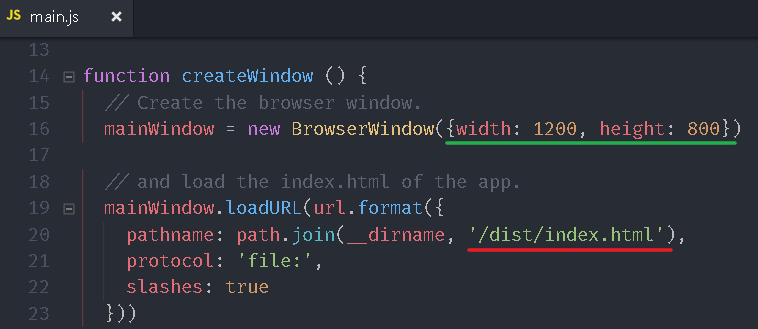 JS main.js ×
13
14 function createWindow () {
15 // Create the browser window.
16 mainWindow = new BrowserWindow({width: 1200, height: 800})
17
18 // and load the index.html of the app.
19 mainWindow.loadURL(url.format({
20 pathname: path.join(__dirname, '/dist/index.html'),
21 protocol: 'file:',
22 slashes: true
23 }))